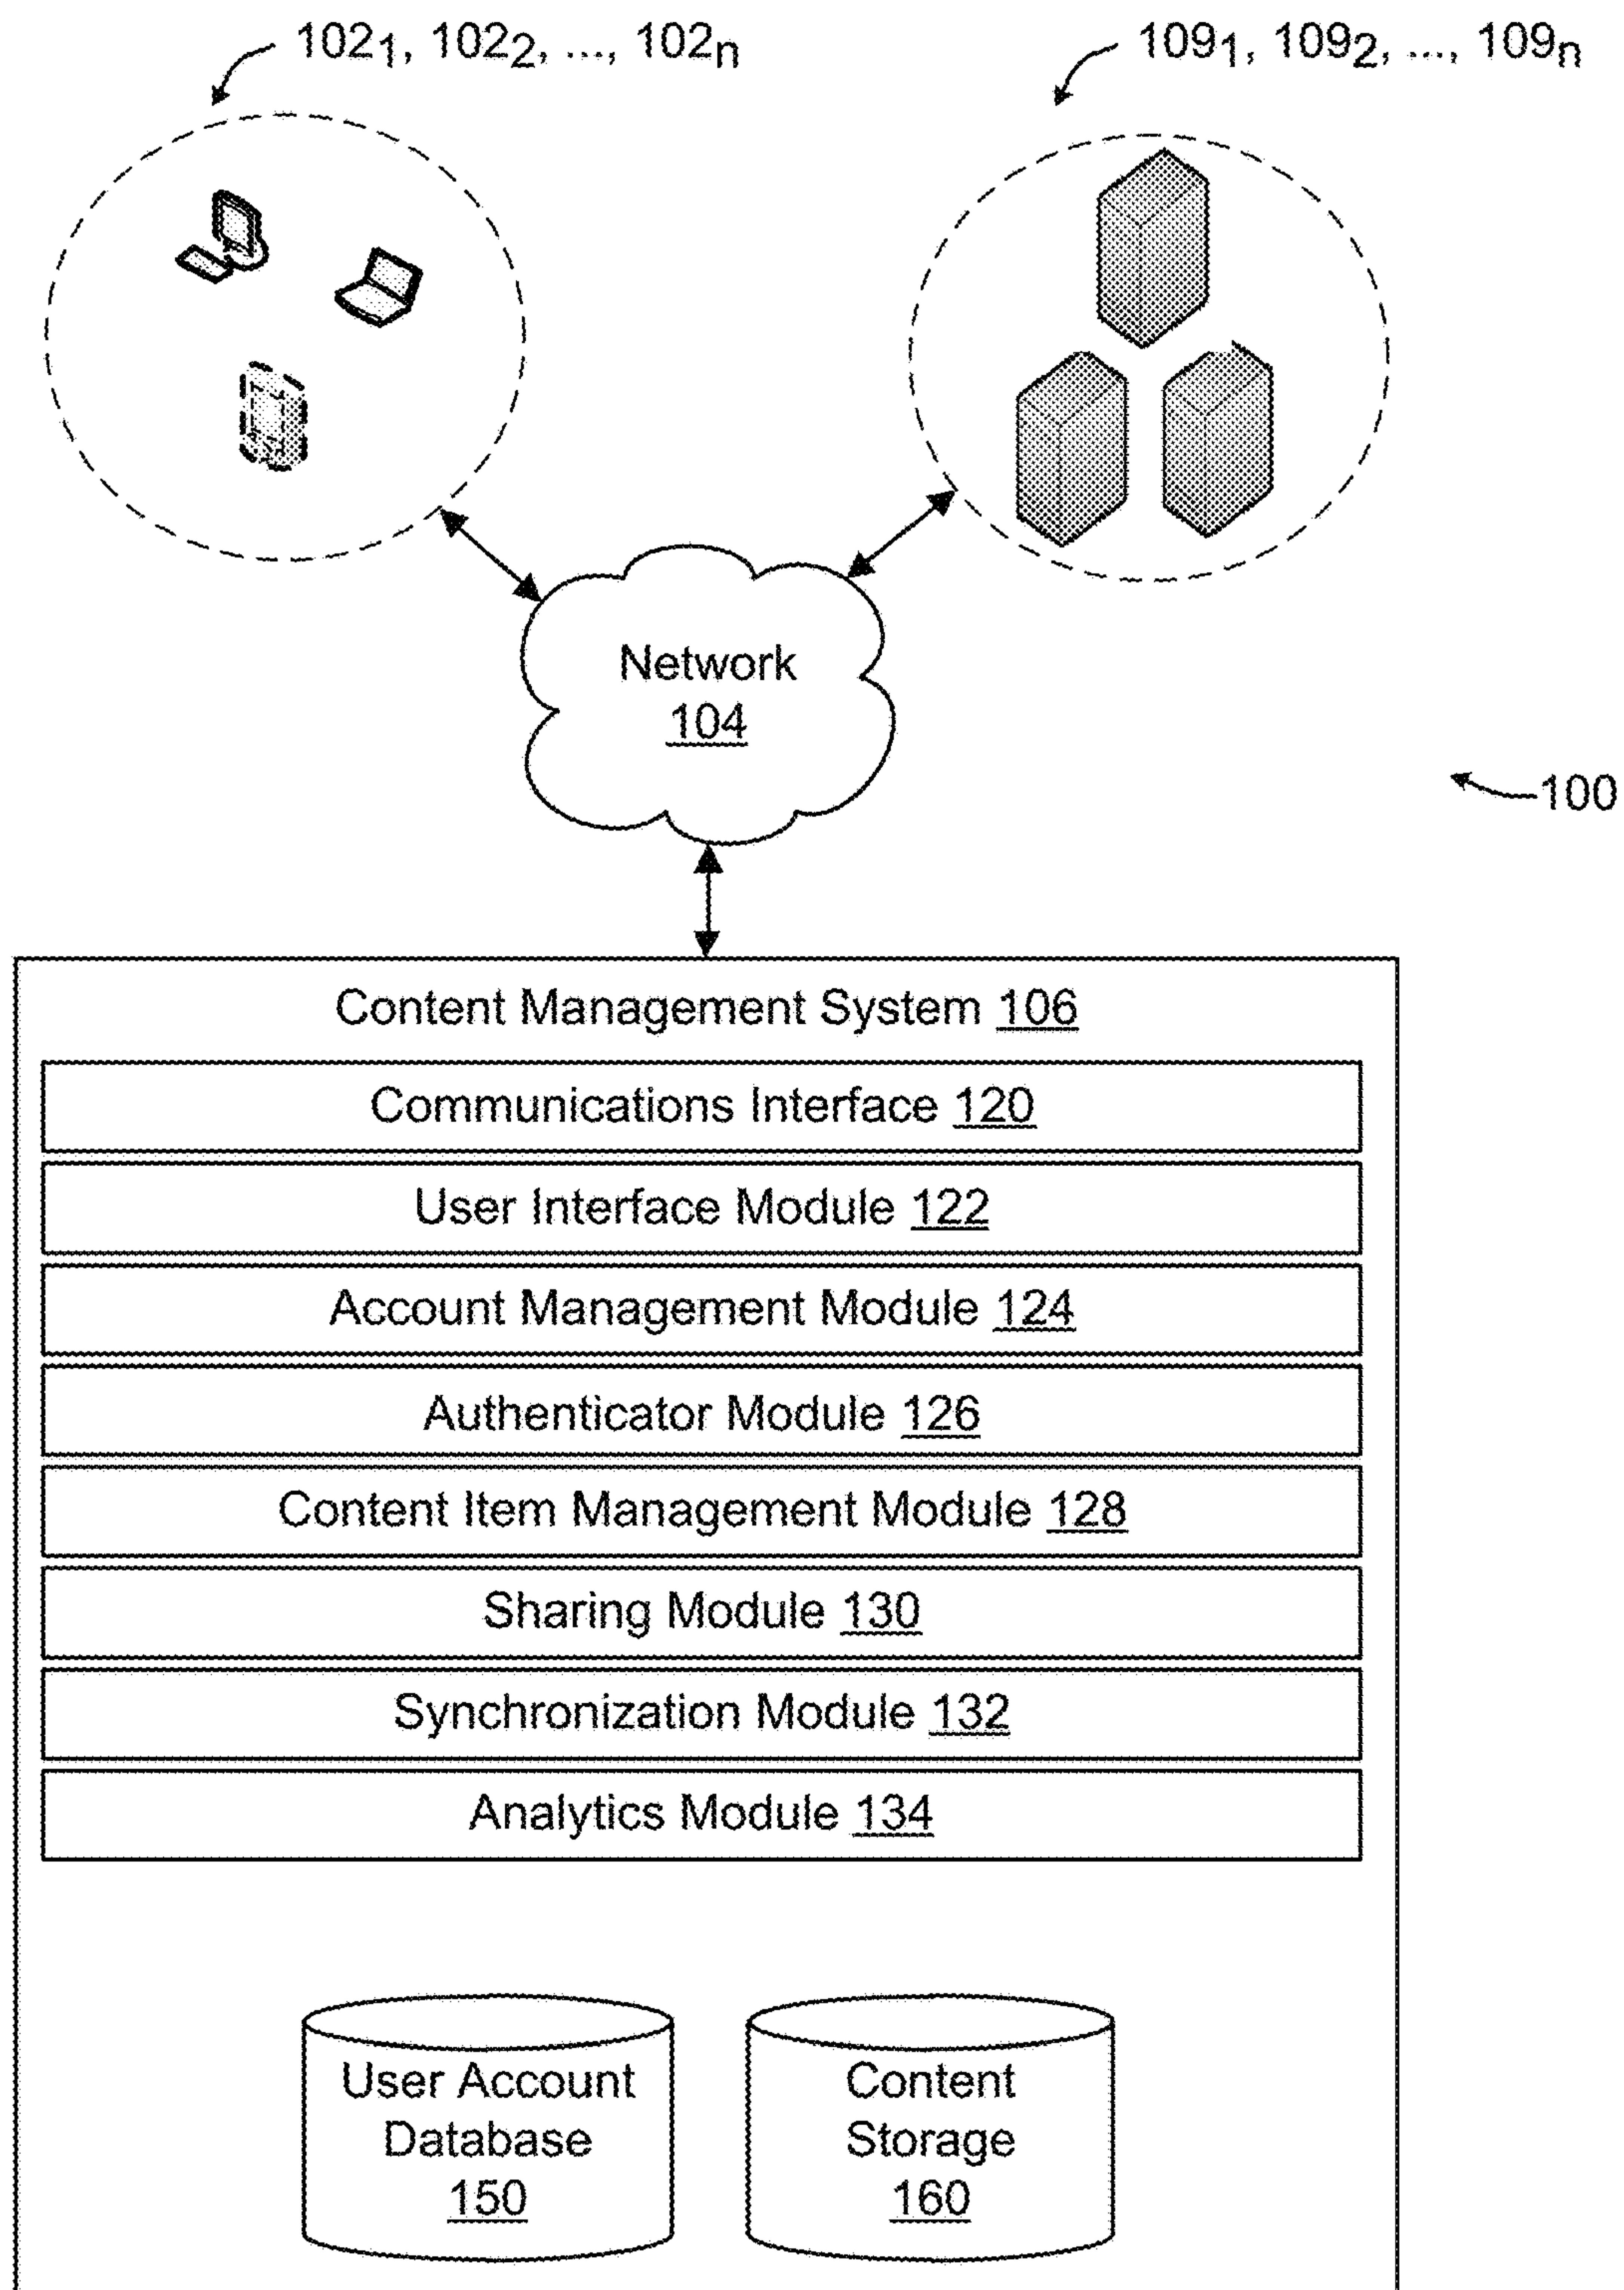 102₁, 102₂, ..., 102ₙ
109₁, 109₂, ..., 109ₙ
Network
104
100
Content Management System 106
Communications Interface 120
User Interface Module 122
Account Management Module 124
Authenticator Module 126
Content Item Management Module 128
Sharing Module 130
Synchronization Module 132
Analytics Module 134
User Account
Database
150
Content
Storage
160